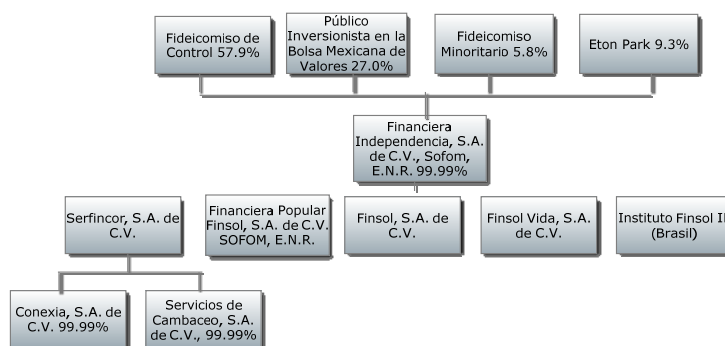 Fideicomiso de
Control 57.9%
Público
Inversionista en la
Bolsa Mexicana de
Valores 27.0%
Fideicomiso
Minoritario 5.8%
Eton Park 9.3%
Financiera
Independencia, S.A.
de C.V., Sofom,
E.N.R. 99.99%
Serfincor, S.A. de
C.V.
Financiera Popular
Finsol, S.A. de C.V.
SOFOM, E.N.R.
Finsol, S.A. de
C.V.
Finsol Vida, S.A.
de C.V.
Instituto Finsol
(Brasil)
Conexia, S.A. de
C.V. 99.99%
Servicios de
Cambaceo, S.A.
de C.V., 99.99%